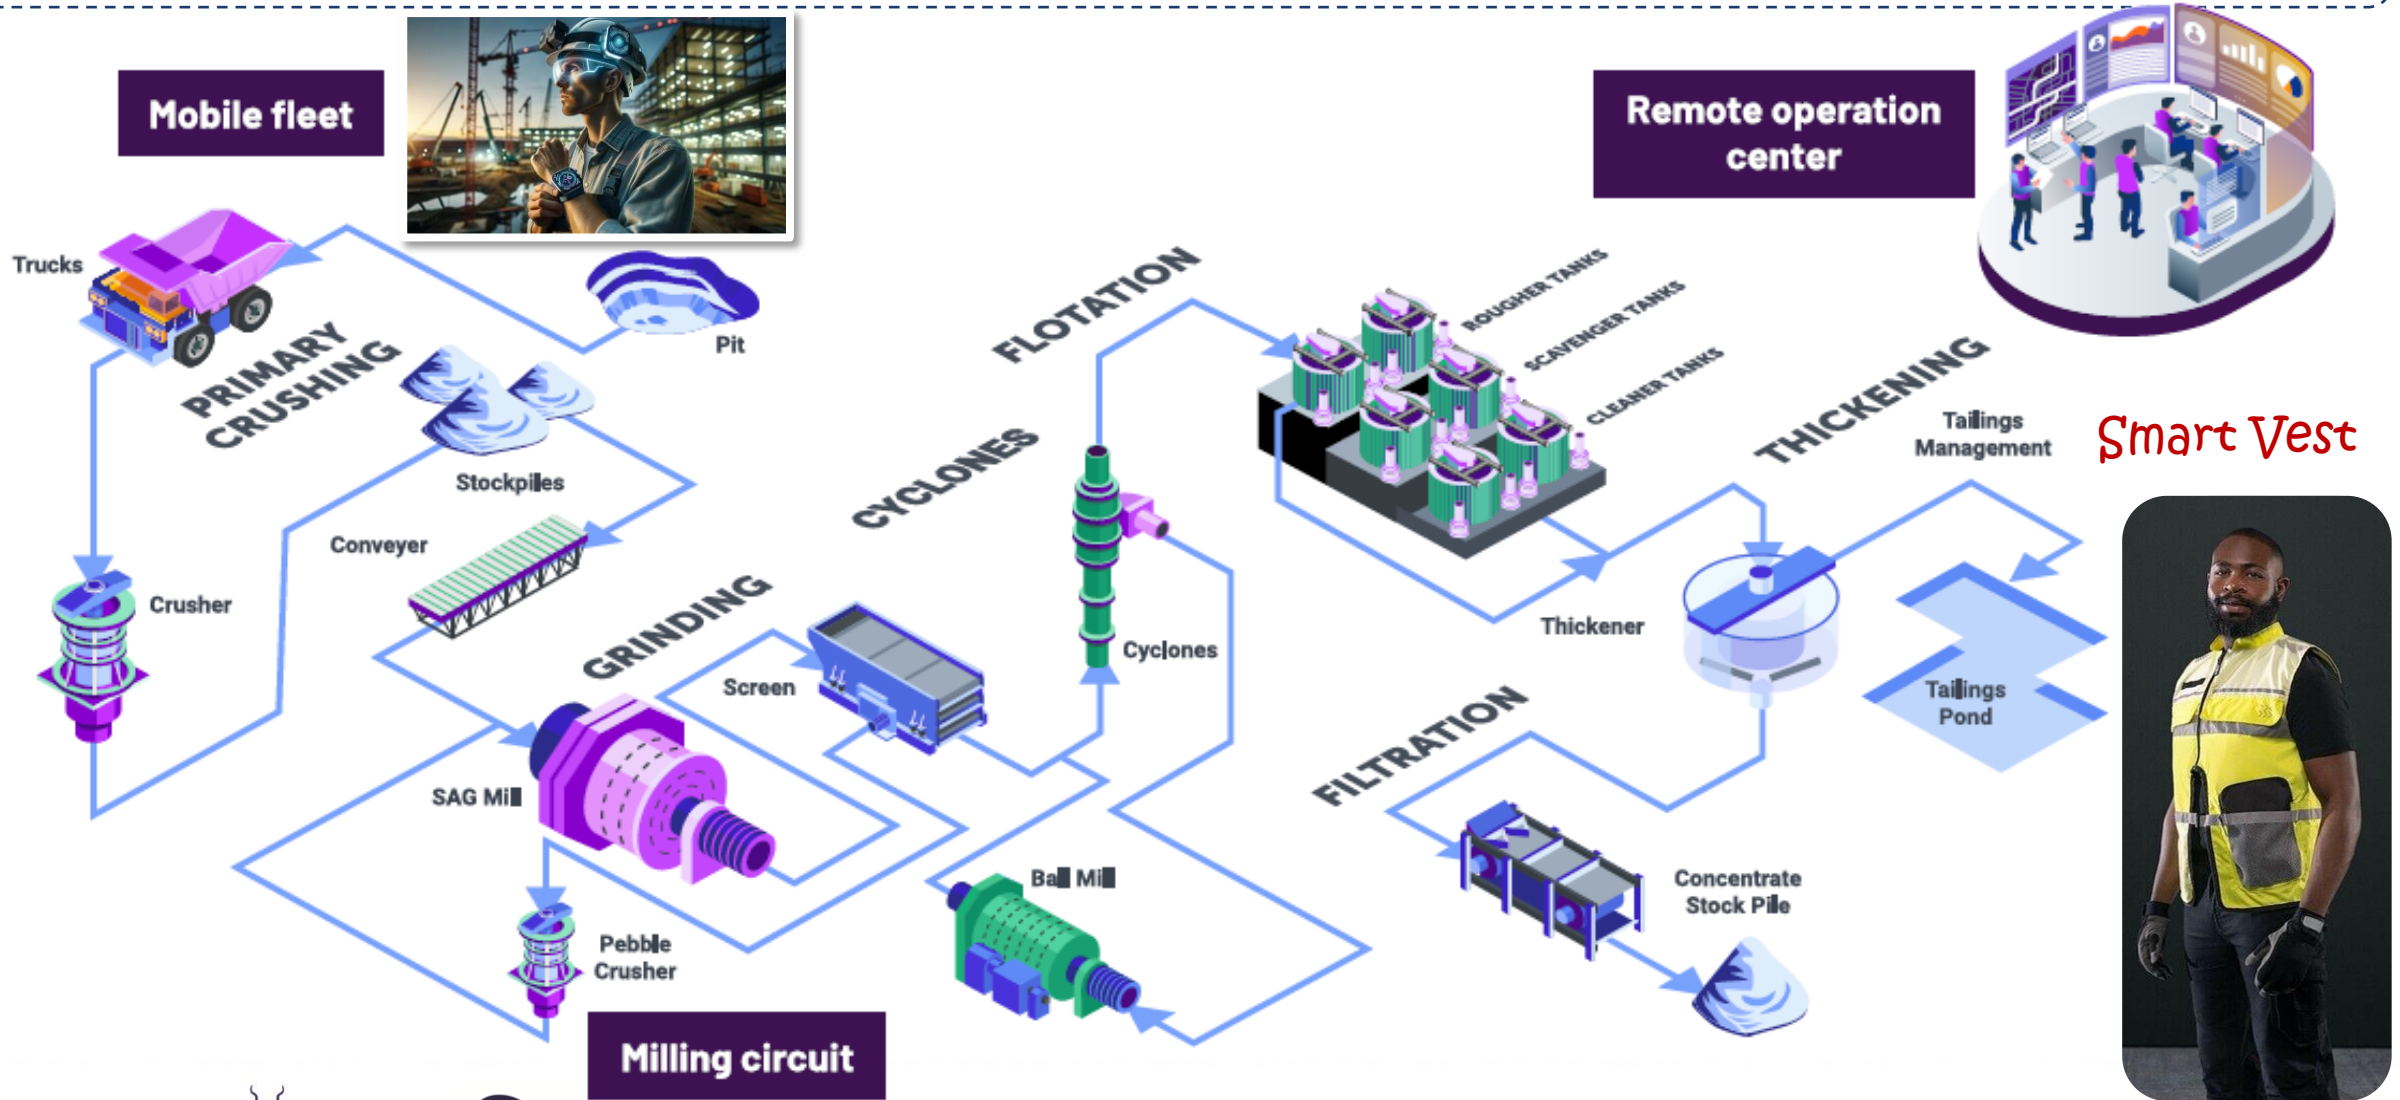 Mobile fleet
Remote operation
center
Trucks
Pit
PRIMARY
CRUSHING
Stockpiles
Conveyer
Crusher
GRINDING
Screen
SAG Mill
Pebble
Crusher
Milling circuit
CYCLONES
Cyclones
Ball Mill
FLOTATION
ROUGHER TANKS
SCAVENGER TANKS
CLEANER TANKS
THICKENING
Thickener
Tailings
Management
Tailings
Pond
FILTRATION
Concentrate
Stock Pile
Smart Vest